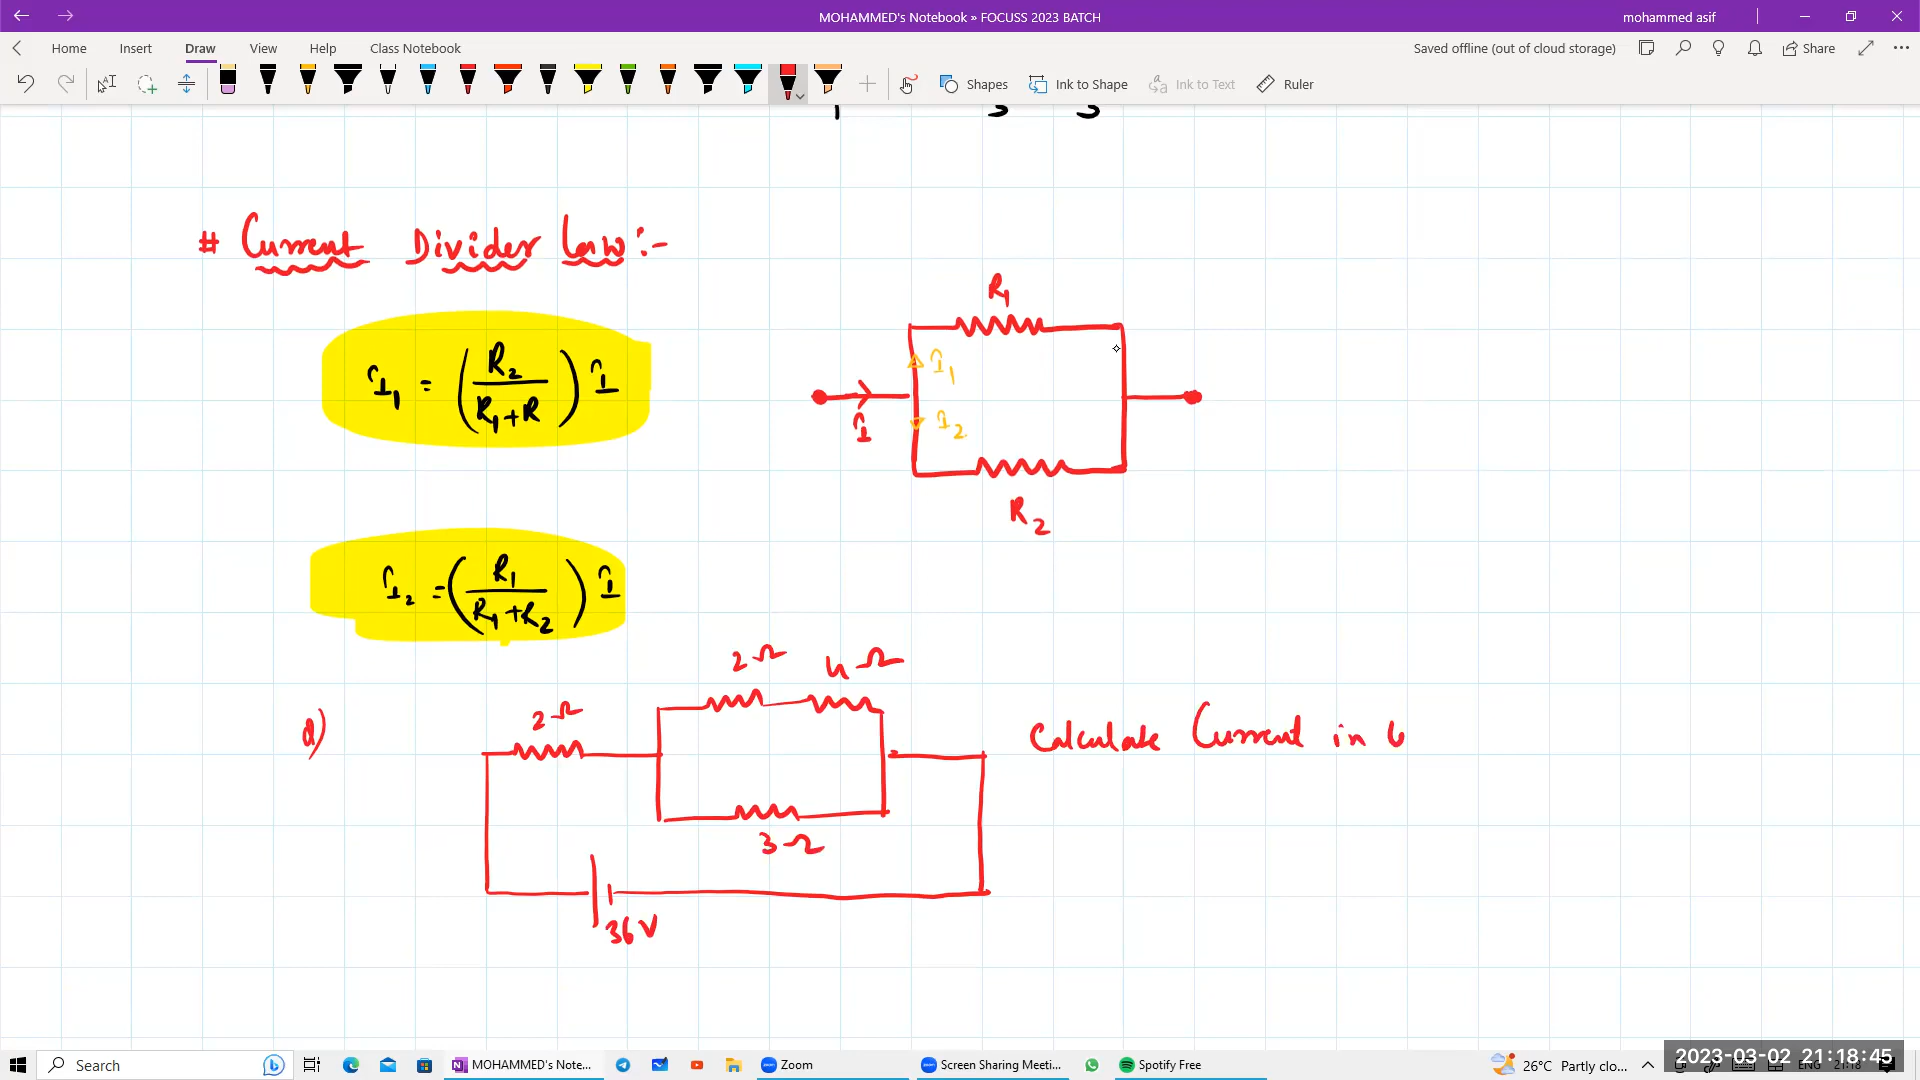 MOHAMMED's Notebook » FOCUSS 2023 BATCH
mohammed asif
Home Insert Draw View Help Class Notebook
Saved offline (out of cloud storage)
Share
Shapes
Ink to Shape
Ink to Text
Ruler
# Current Divider Law:-
I₁ = (R₂ / R₁+R) I
R₁
I₁
I
I₂
R₂
I₂ = (R₁ / R₁+R₂) I
2Ω 4Ω
2Ω
Calculate Current in 6
3Ω
36V
Search
MOHAMMED's Note...
Zoom
Screen Sharing Meeti...
Spotify Free
26°C Partly clo...
2023-03-02 21:18:45